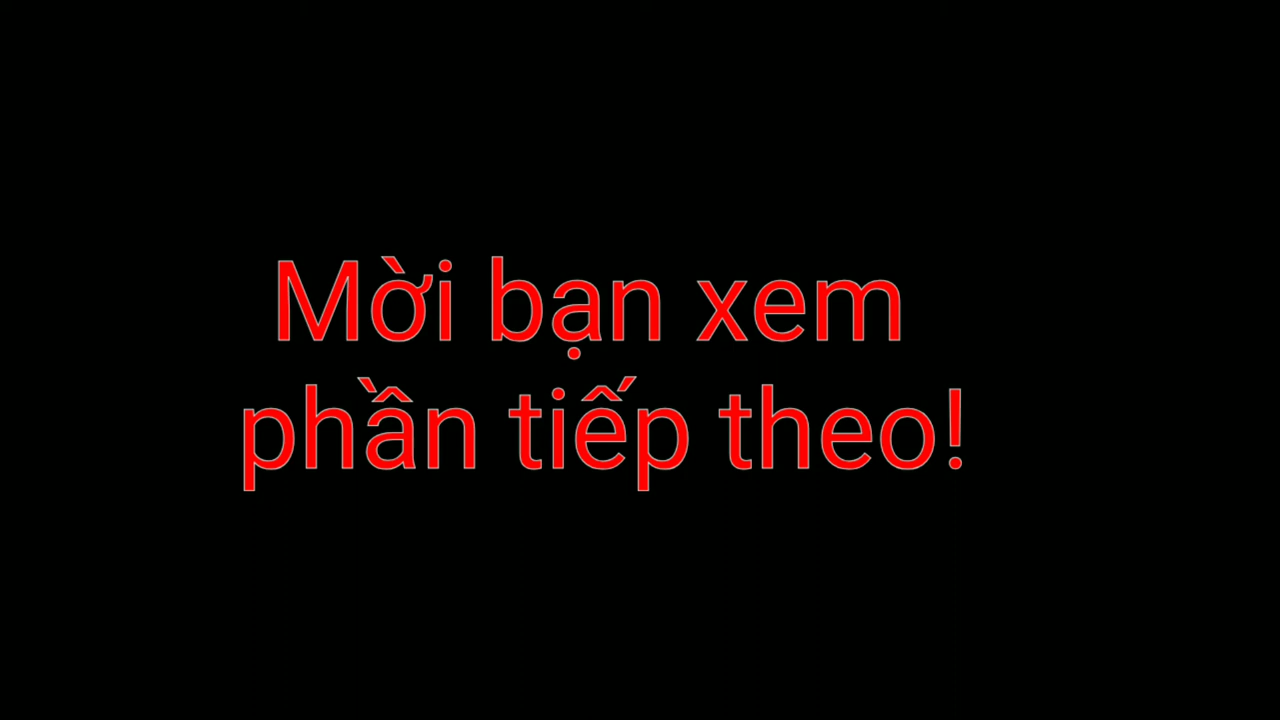 Mời bạn xem
phần tiếp theo!